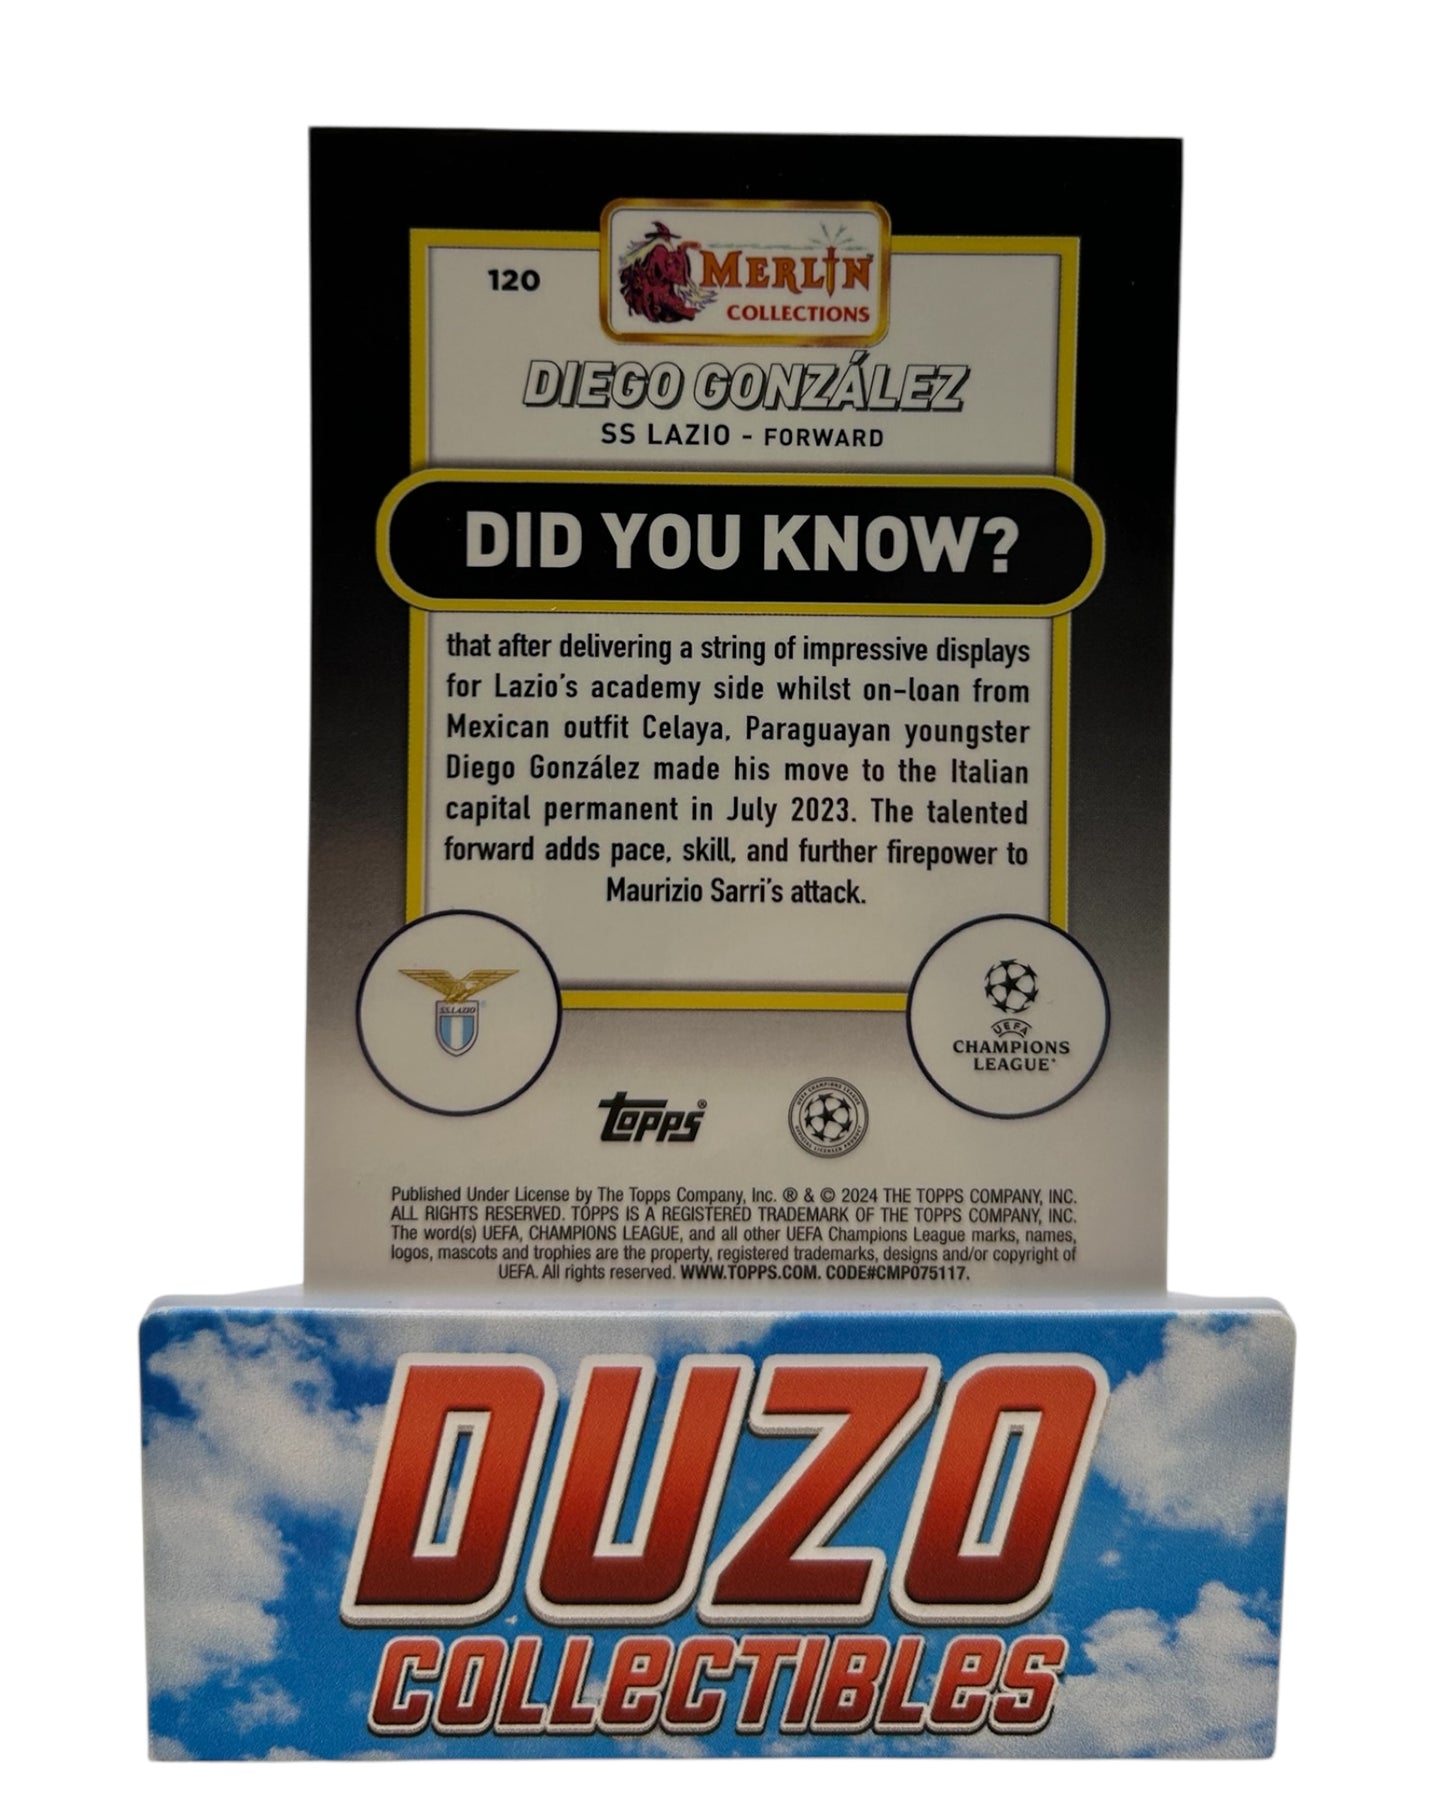 120
MERLIN
COLLECTIONS
DIEGO GONZÁLEZ
SS LAZIO - FORWARD
DID YOU KNOW?
that after delivering a string of impressive displays
for Lazio's academy side whilst on-loan from
Mexican outfit Celaya, Paraguayan youngster
Diego González made his move to the Italian
capital permanent in July 2023. The talented
forward adds pace, skill, and further firepower to
Maurizio Sarri's attack.
SS.LAZIO
UEFA
CHAMPIONS
LEAGUE®
TOPPS®
Published Under License by The Topps Company, Inc. ® & © 2024 THE TOPPS COMPANY, INC.
ALL RIGHTS RESERVED. TOPPS IS A REGISTERED TRADEMARK OF THE TOPPS COMPANY, INC.
The word(s) UEFA, CHAMPIONS LEAGUE, and all other UEFA Champions League marks, names,
logos, mascots and trophies are the property, registered trademarks, designs and/or copyright of
UEFA. All rights reserved. WWW.TOPPS.COM. CODE#CMP075117.
DUZO
COLLECTIBLES